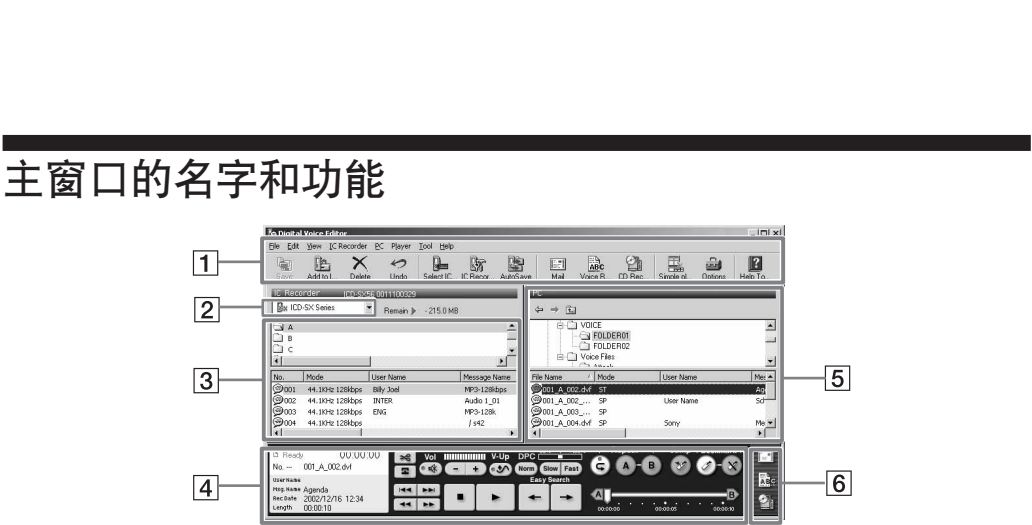 主窗口的名字和功能
Digital Voice Editor
File Edit View IC Recorder PC Player Tool Help
Save Add to I... Delete Undo Select IC... IC Recor... AutoSave Mail Voice R... CD Rec... Simple pl... Options Help To...
1
IC Recorder ICD-SX56 0011100329
PC
2
ICD-SX Series Remain -215.0 MB
A
B
C
VOICE
FOLDER01
FOLDER02
Voice Files
3
No. Mode User Name Message Name
001 44.1KHz 128kbps Billy Joel MP3-128kbps
002 44.1KHz 128kbps INTER Audio 1_01
003 44.1KHz 128kbps ENG MP3-128k
004 44.1KHz 128kbps / s42
File Name Mode User Name Mes
001_A_002.dvf ST Ag
001_A_002_... SP User Name Sc
001_A_003_... SP
001_A_004.dvf SP Sony Me
5
4
Ready 00:00:00
No. --- 001_A_002.dvf
User Name
Msg.Name Agenda
Rec Date 2002/12/16 12:34
Length 00:00:10
Vol V-Up DPC
Norm Slow Fast
Easy Search
A - B
A B
00:00:00 00:00:05 00:00:10
ABC
6